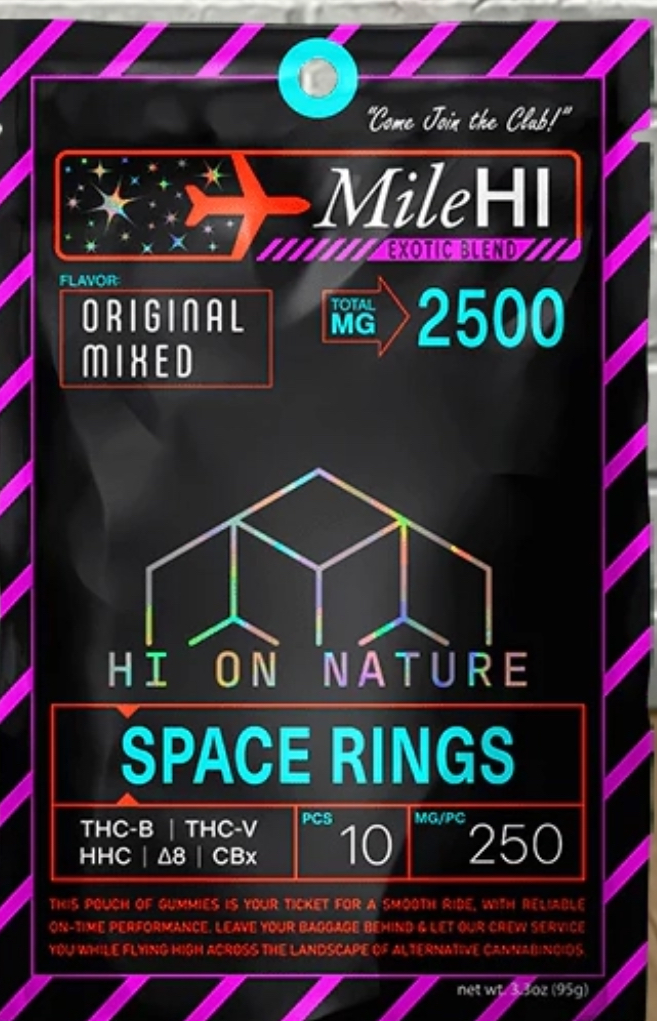 "Come Join the Club!"
MileHI
EXOTIC BLEND
FLAVOR:
ORIGINAL
MIXED
TOTAL
MG
2500
HI ON NATURE
SPACE RINGS
THC-B | THC-V
HHC | Δ8 | CBx
PCS
10
MG/PC
250
THIS POUCH OF GUMMIES IS YOUR TICKET FOR A SMOOTH RIDE, WITH RELIABLE
ON-TIME PERFORMANCE. LEAVE YOUR BAGGAGE BEHIND & LET OUR CREW SERVICE
YOU WHILE FLYING HIGH ACROSS THE LANDSCAPE OF ALTERNATIVE CANNABINOIDS.
net wt. 3.3oz (95g)